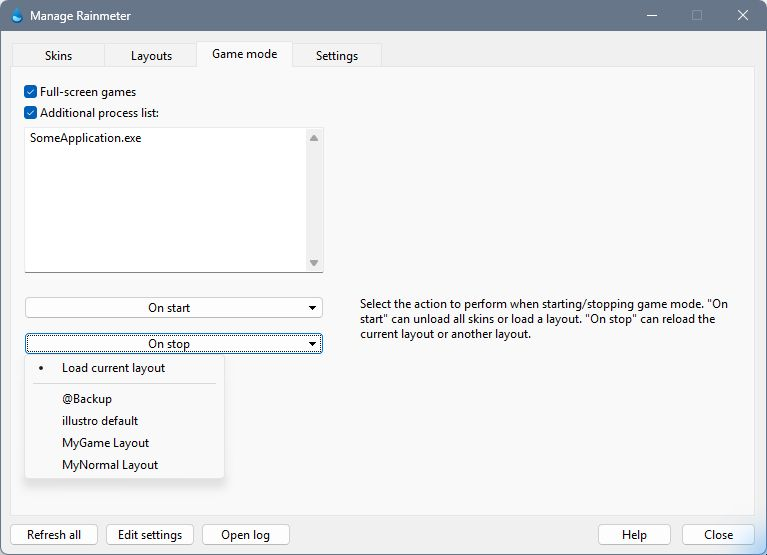 Manage Rainmeter
Skins Layouts Game mode Settings
Full-screen games
Additional process list:
SomeApplication.exe
On start
Select the action to perform when starting/stopping game mode. "On
start" can unload all skins or load a layout. "On stop" can reload the
current layout or another layout.
On stop
Load current layout
@Backup
illustro default
MyGame Layout
MyNormal Layout
Refresh all Edit settings Open log Help Close